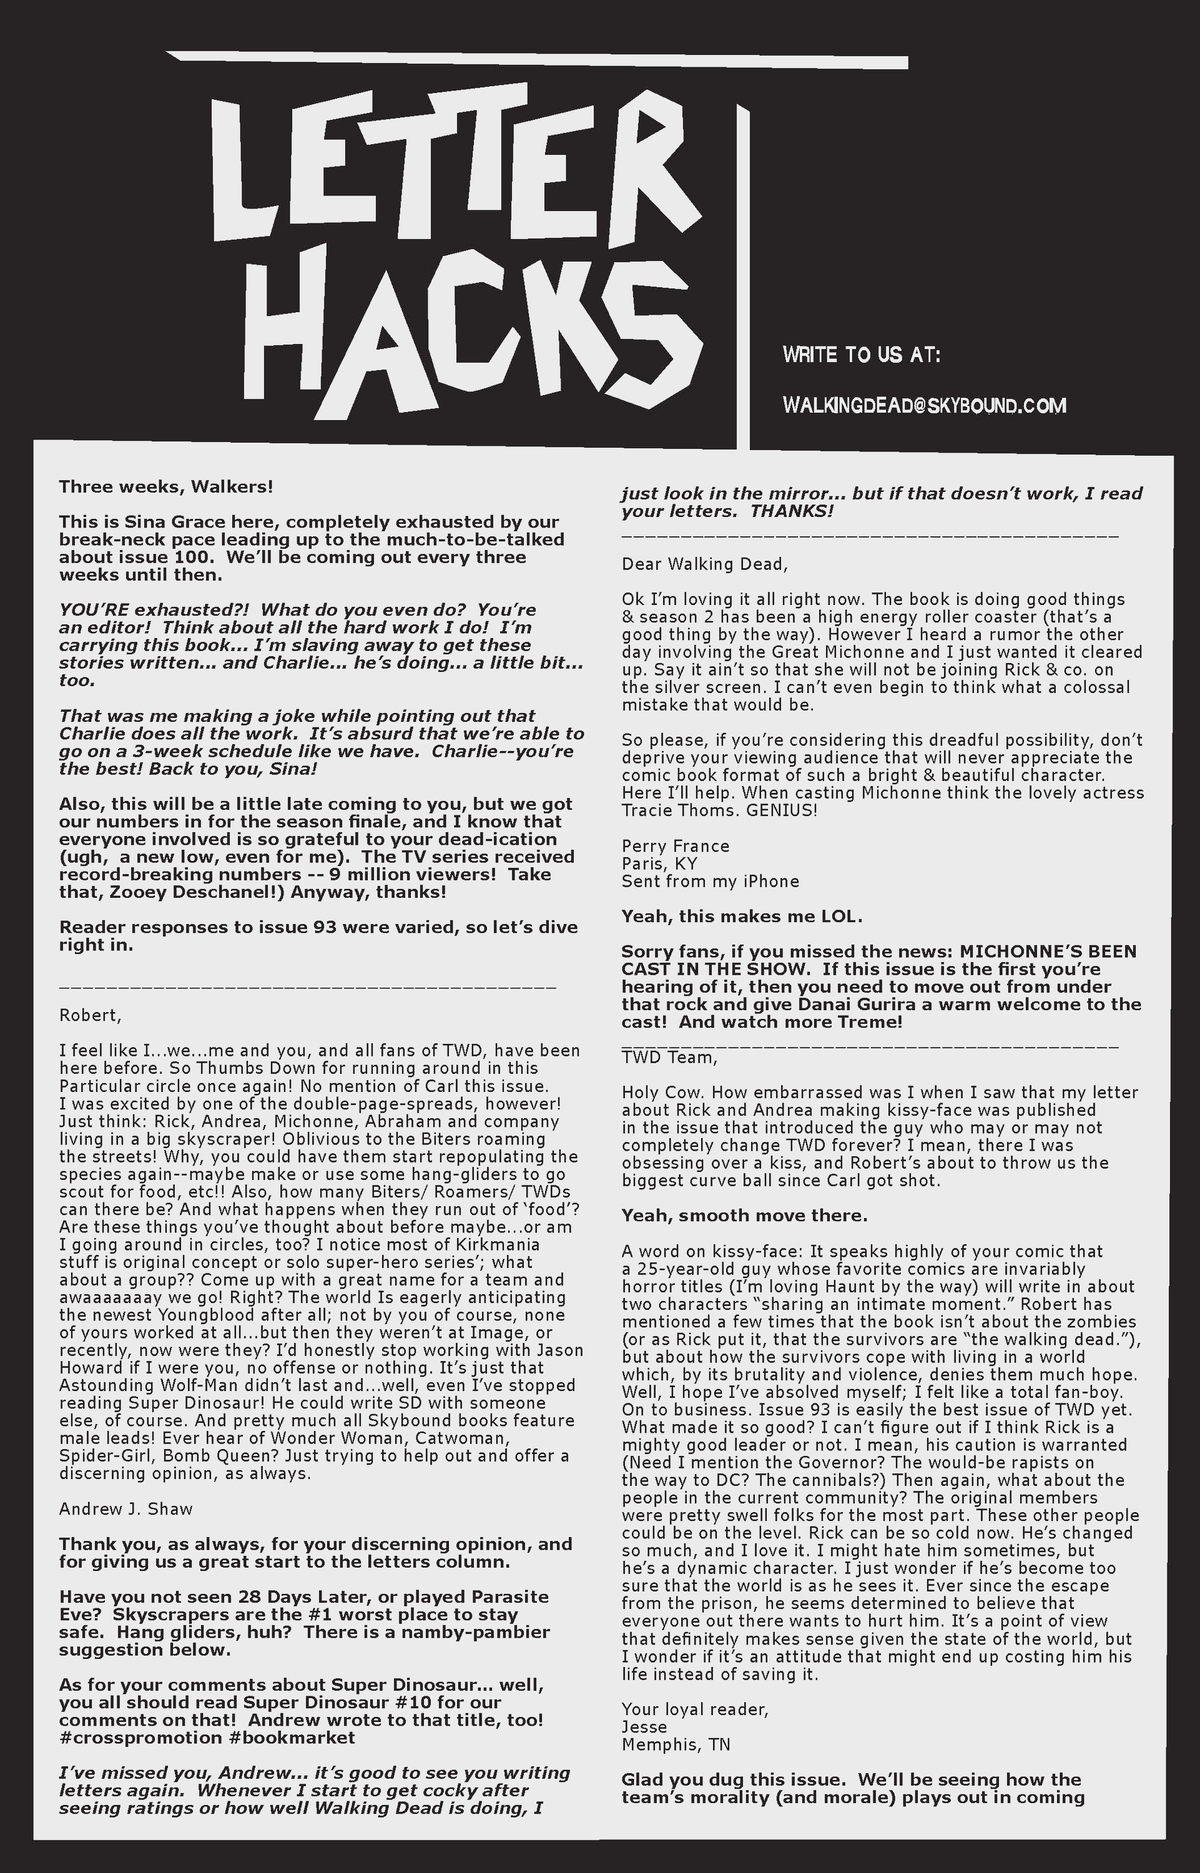 LETTER
HACKS
WRITE TO US AT:
WALKINGDEAD@SKYBOUND.COM
Three weeks, Walkers!
This is Sina Grace here, completely exhausted by our
break-neck pace leading up to the much-to-be-talked
about issue 100.  We'll be coming out every three
weeks until then.
YOU'RE exhausted?!  What do you even do?  You're
an editor!  Think about all the hard work I do!  I'm
carrying this book... I'm slaving away to get these
stories written... and Charlie... he's doing... a little bit...
too.
That was me making a joke while pointing out that
Charlie does all the work.  It's absurd that we're able to
go on a 3-week schedule like we have.  Charlie--you're
the best! Back to you, Sina!
Also, this will be a little late coming to you, but we got
our numbers in for the season finale, and I know that
everyone involved is so grateful to your dead-ication
(ugh,  a new low, even for me).  The TV series received
record-breaking numbers -- 9 million viewers!  Take
that, Zooey Deschanel!) Anyway, thanks!
Reader responses to issue 93 were varied, so let's dive
right in.
__________________________________________
Robert,
I feel like I...we...me and you, and all fans of TWD, have been
here before. So Thumbs Down for running around in this
Particular circle once again! No mention of Carl this issue.
I was excited by one of the double-page-spreads, however!
Just think: Rick, Andrea, Michonne, Abraham and company
living in a big skyscraper! Oblivious to the Biters roaming
the streets! Why, you could have them start repopulating the
species again--maybe make or use some hang-gliders to go
scout for food, etc!! Also, how many Biters/ Roamers/ TWDs
can there be? And what happens when they run out of 'food'?
Are these things you've thought about before maybe...or am
I going around in circles, too? I notice most of Kirkmania
stuff is original concept or solo super-hero series'; what
about a group?? Come up with a great name for a team and
awaaaaaaay we go! Right? The world Is eagerly anticipating
the newest Youngblood after all; not by you of course, none
of yours worked at all...but then they weren't at Image, or
recently, now were they? I'd honestly stop working with Jason
Howard if I were you, no offense or nothing. It's just that
Astounding Wolf-Man didn't last and...well, even I've stopped
reading Super Dinosaur! He could write SD with someone
else, of course. And pretty much all Skybound books feature
male leads! Ever hear of Wonder Woman, Catwoman,
Spider-Girl, Bomb Queen? Just trying to help out and offer a
discerning opinion, as always.
Andrew J. Shaw
Thank you, as always, for your discerning opinion, and
for giving us a great start to the letters column.
Have you not seen 28 Days Later, or played Parasite
Eve?  Skyscrapers are the #1 worst place to stay
safe.  Hang gliders, huh?  There is a namby-pambier
suggestion below.
As for your comments about Super Dinosaur... well,
you all should read Super Dinosaur #10 for our
comments on that!  Andrew wrote to that title, too!
#crosspromotion #bookmarket
I've missed you, Andrew... it's good to see you writing
letters again.  Whenever I start to get cocky after
seeing ratings or how well Walking Dead is doing, I
just look in the mirror... but if that doesn't work, I read
your letters.  THANKS!
__________________________________________
Dear Walking Dead,
Ok I'm loving it all right now. The book is doing good things
& season 2 has been a high energy roller coaster (that's a
good thing by the way). However I heard a rumor the other
day involving the Great Michonne and I just wanted it cleared
up. Say it ain't so that she will not be joining Rick & co. on
the silver screen. I can't even begin to think what a colossal
mistake that would be.
So please, if you're considering this dreadful possibility, don't
deprive your viewing audience that will never appreciate the
comic book format of such a bright & beautiful character.
Here I'll help. When casting Michonne think the lovely actress
Tracie Thoms. GENIUS!
Perry France
Paris, KY
Sent from my iPhone
Yeah, this makes me LOL.
Sorry fans, if you missed the news: MICHONNE'S BEEN
CAST IN THE SHOW.  If this issue is the first you're
hearing of it, then you need to move out from under
that rock and give Danai Gurira a warm welcome to the
cast!  And watch more Treme!
__________________________________________
TWD Team,
Holy Cow. How embarrassed was I when I saw that my letter
about Rick and Andrea making kissy-face was published
in the issue that introduced the guy who may or may not
completely change TWD forever? I mean, there I was
obsessing over a kiss, and Robert's about to throw us the
biggest curve ball since Carl got shot.
Yeah, smooth move there.
A word on kissy-face: It speaks highly of your comic that
a 25-year-old guy whose favorite comics are invariably
horror titles (I'm loving Haunt by the way) will write in about
two characters "sharing an intimate moment." Robert has
mentioned a few times that the book isn't about the zombies
(or as Rick put it, that the survivors are "the walking dead."),
but about how the survivors cope with living in a world
which, by its brutality and violence, denies them much hope.
Well, I hope I've absolved myself; I felt like a total fan-boy.
On to business. Issue 93 is easily the best issue of TWD yet.
What made it so good? I can't figure out if I think Rick is a
mighty good leader or not. I mean, his caution is warranted
(Need I mention the Governor? The would-be rapists on
the way to DC? The cannibals?) Then again, what about the
people in the current community? The original members
were pretty swell folks for the most part. These other people
could be on the level. Rick can be so cold now. He's changed
so much, and I love it. I might hate him sometimes, but
he's a dynamic character. I just wonder if he's become too
sure that the world is as he sees it. Ever since the escape
from the prison, he seems determined to believe that
everyone out there wants to hurt him. It's a point of view
that definitely makes sense given the state of the world, but
I wonder if it's an attitude that might end up costing him his
life instead of saving it.
Your loyal reader,
Jesse
Memphis, TN
Glad you dug this issue.  We'll be seeing how the
team's morality (and morale) plays out in coming